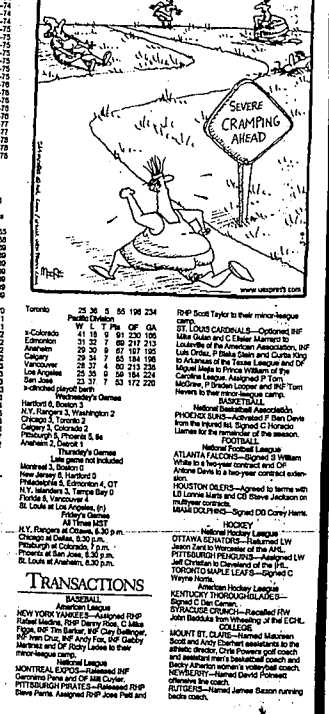 SEVERE
CRAMPING
AHEAD
www.uexprint.com
Toronto 25 36 5 55 198 234
Pacific Division
W L T Pts GF GA
x-Colorado 41 18 9 91 230 165
Edmonton 31 32 7 69 217 213
Anaheim 29 30 9 67 197 195
Calgary 29 34 7 65 184 198
Vancouver 28 37 4 60 213 238
Los Angeles 25 35 9 59 184 224
San Jose 23 37 7 53 172 220
x-clinched playoff berth
Wednesday's Games
Hartford 6, Boston 3
N.Y. Rangers 3, Washington 2
Chicago 3, Toronto 2
Calgary 3, Colorado 2
Pittsburgh 5, Phoenix 5, tie
Anaheim 2, Detroit 1
Thursday's Games
Late game not included
Montreal 3, Boston 0
New Jersey 6, Hartford 0
Philadelphia 5, Edmonton 4, OT
N.Y. Islanders 3, Tampa Bay 0
Florida 5, Vancouver 4
St. Louis at Los Angeles, (n)
Friday's Games
All Times MST
N.Y. Rangers at Ottawa, 5:30 p.m.
Chicago at Dallas, 6:30 p.m.
Pittsburgh at Colorado, 7 p.m.
Phoenix at San Jose, 8:30 p.m.
St. Louis at Anaheim, 8:30 p.m.
TRANSACTIONS
BASEBALL
American League
NEW YORK YANKEES—Assigned RHP
Rafael Medina, RHP Danny Rios, C Mike
Figga, INF Tim Barker, INF Clay Bellinger,
INF Ivan Cruz, INF Andy Fox, INF Gabby
Martinez and OF Ricky Ledee to their
minor-league camp.
National League
MONTREAL EXPOS—Released INF
Geronimo Pena and OF Milt Cuyler.
PITTSBURGH PIRATES—Released RHP
Steve Parris. Assigned RHP Jose Pett and
RHP Scott Taylor to their minor-league
camp.
ST. LOUIS CARDINALS—Optioned INF
Mike Gulan and C Elieser Marrero to
Louisville of the American Association, INF
Luis Ordaz, P Blake Stein and Curtis King
to Arkansas of the Texas League and OF
Miguel Mejia to Prince William of the
Carolina League. Assigned P Tom
McGraw, P Braden Looper and INF Tom
Nevers to their minor-league camp.
BASKETBALL
National Basketball Association
PHOENIX SUNS—Activated F Ben Davis
from the injured list. Signed C Horacio
Llamas for the remainder of the season.
FOOTBALL
National Football League
ATLANTA FALCONS—Signed S William
White to a two-year contract and DF
Antone Davis to a two-year contract exten-
sion.
HOUSTON OILERS—Agreed to terms with
LB Lonnie Marts and CB Steve Jackson on
multiyear contracts.
MIAMI DOLPHINS—Signed DB Corey Harris.
HOCKEY
National Hockey League
OTTAWA SENATORS—Returned LW
Jason Zent to Worcester of the AHL.
PITTSBURGH PENGUINS—Assigned LW
Jeff Christian to Cleveland of the IHL.
TORONTO MAPLE LEAFS—Signed C
Wayne Norris.
American Hockey League
KENTUCKY THOROUGHBLADES—
Signed C Dan Ceman.
SYRACUSE CRUNCH—Recalled RW
John Badduke from Wheeling of the ECHL.
COLLEGE
MOUNT ST. CLARE—Named Maureen
Scott and Andy Eberhart assistants to the
athletic director, Chris Powers golf coach
and assistant men's basketball coach and
Becky Atherton women's volleyball coach.
NEWBERRY—Named David Poinsett
offensive line coach.
RUTGERS—Named James Saxon running
backs coach.